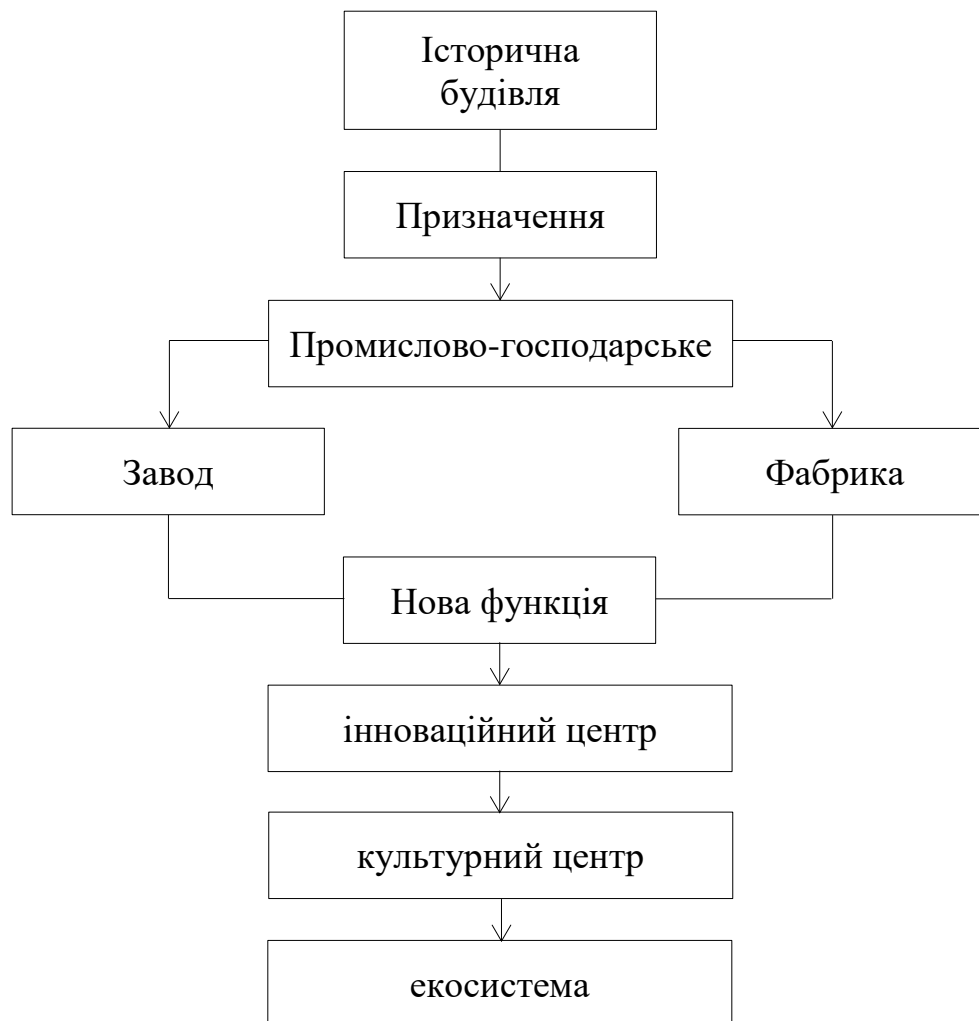 Історична
будівля
Призначення
Промислово-господарське
Завод
Фабрика
Нова функція
інноваційний центр
культурний центр
екосистема